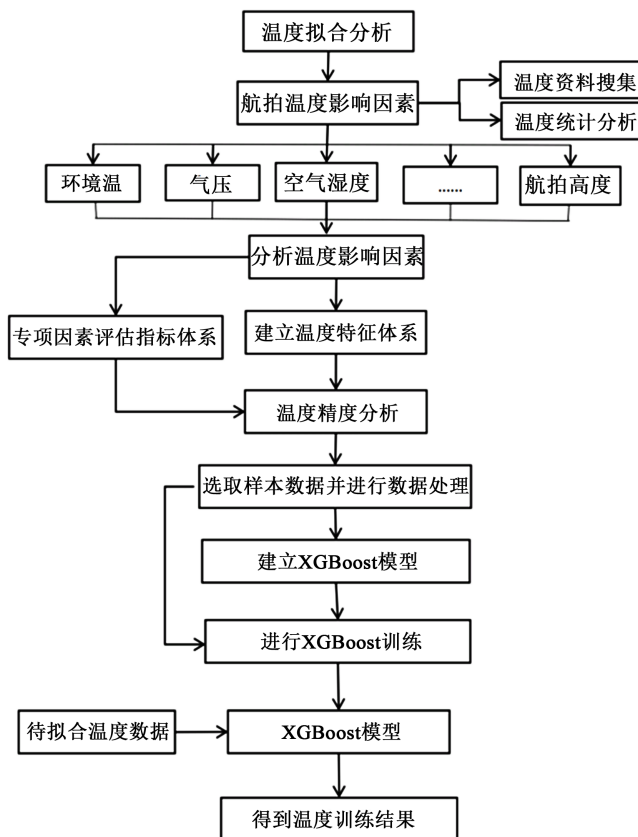 温度拟合分析
航拍温度影响因素
温度资料搜集
温度统计分析
环境温
气压
空气湿度
......
航拍高度
分析温度影响因素
专项因素评估指标体系
建立温度特征体系
温度精度分析
选取样本数据并进行数据处理
建立XGBoost模型
进行XGBoost训练
待拟合温度数据
XGBoost模型
得到温度训练结果